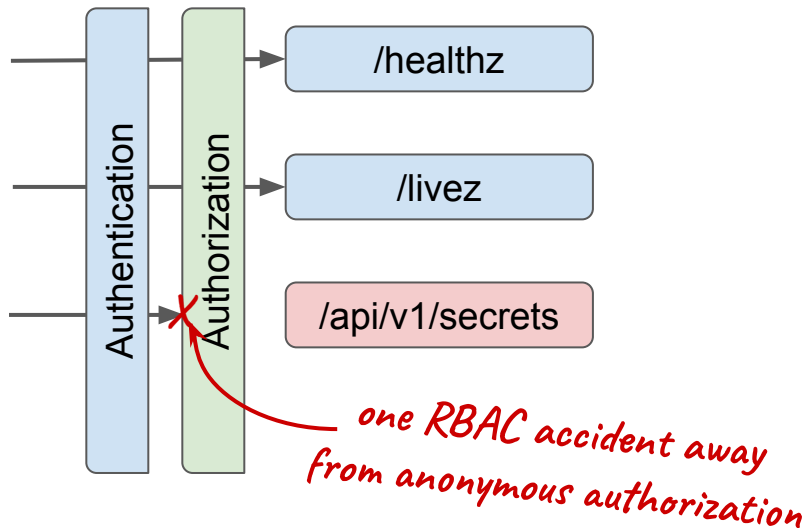 /healthz
Authentication
Authorization
/livez
/api/v1/secrets
one RBAC accident away
from anonymous authorization